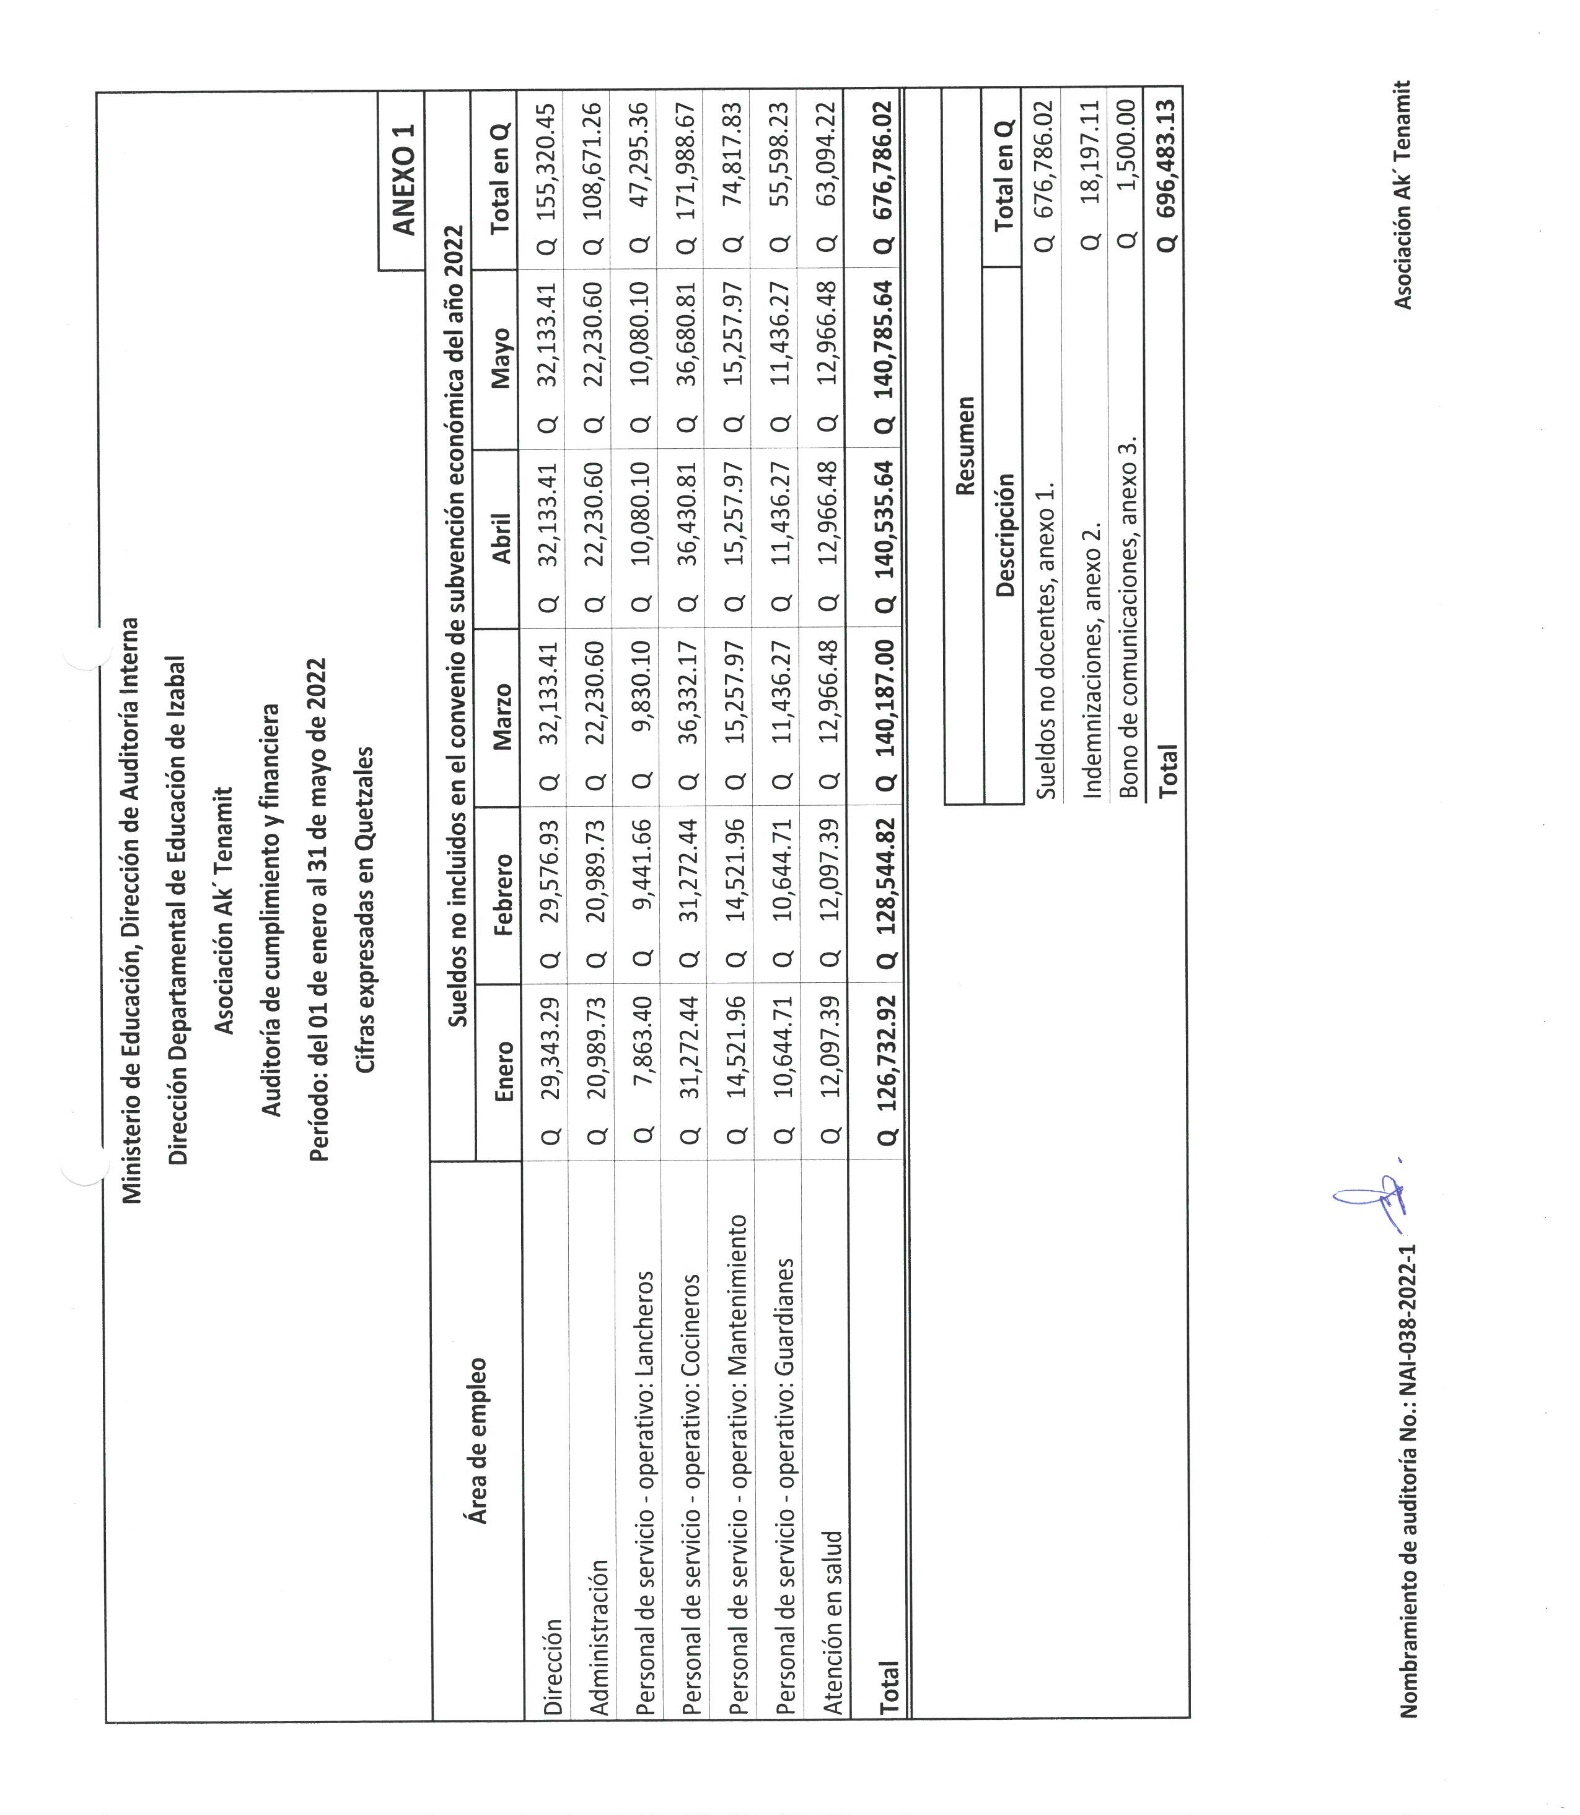 Ministerio de Educación, Dirección de Auditoría Interna
Dirección Departamental de Educación de Izabal
Asociación Ak´ Tenamit
Auditoría de cumplimiento y financiera
Período: del 01 de enero al 31 de mayo de 2022
Cifras expresadas en Quetzales
ANEXO 1
Área de empleo Sueldos no incluidos en el convenio de subvención económica del año 2022
Enero Febrero Marzo Abril Mayo Total en Q
Dirección Q 29,343.29 Q 29,576.93 Q 32,133.41 Q 32,133.41 Q 32,133.41 Q 155,320.45
Administración Q 20,989.73 Q 20,989.73 Q 22,230.60 Q 22,230.60 Q 22,230.60 Q 108,671.26
Personal de servicio - operativo: Lancheros Q 7,863.40 Q 9,441.66 Q 9,830.10 Q 10,080.10 Q 10,080.10 Q 47,295.36
Personal de servicio - operativo: Cocineros Q 31,272.44 Q 31,272.44 Q 36,332.17 Q 36,430.81 Q 36,680.81 Q 171,988.67
Personal de servicio - operativo: Mantenimiento Q 14,521.96 Q 14,521.96 Q 15,257.97 Q 15,257.97 Q 15,257.97 Q 74,817.83
Personal de servicio - operativo: Guardianes Q 10,644.71 Q 10,644.71 Q 11,436.27 Q 11,436.27 Q 11,436.27 Q 55,598.23
Atención en salud Q 12,097.39 Q 12,097.39 Q 12,966.48 Q 12,966.48 Q 12,966.48 Q 63,094.22
Total Q 126,732.92 Q 128,544.82 Q 140,187.00 Q 140,535.64 Q 140,785.64 Q 676,786.02
Resumen
Descripción Total en Q
Sueldos no docentes, anexo 1. Q 676,786.02
Indemnizaciones, anexo 2. Q 18,197.11
Bono de comunicaciones, anexo 3. Q 1,500.00
Total Q 696,483.13
Nombramiento de auditoría No.: NAI-038-2022-1 Asociación Ak´ Tenamit